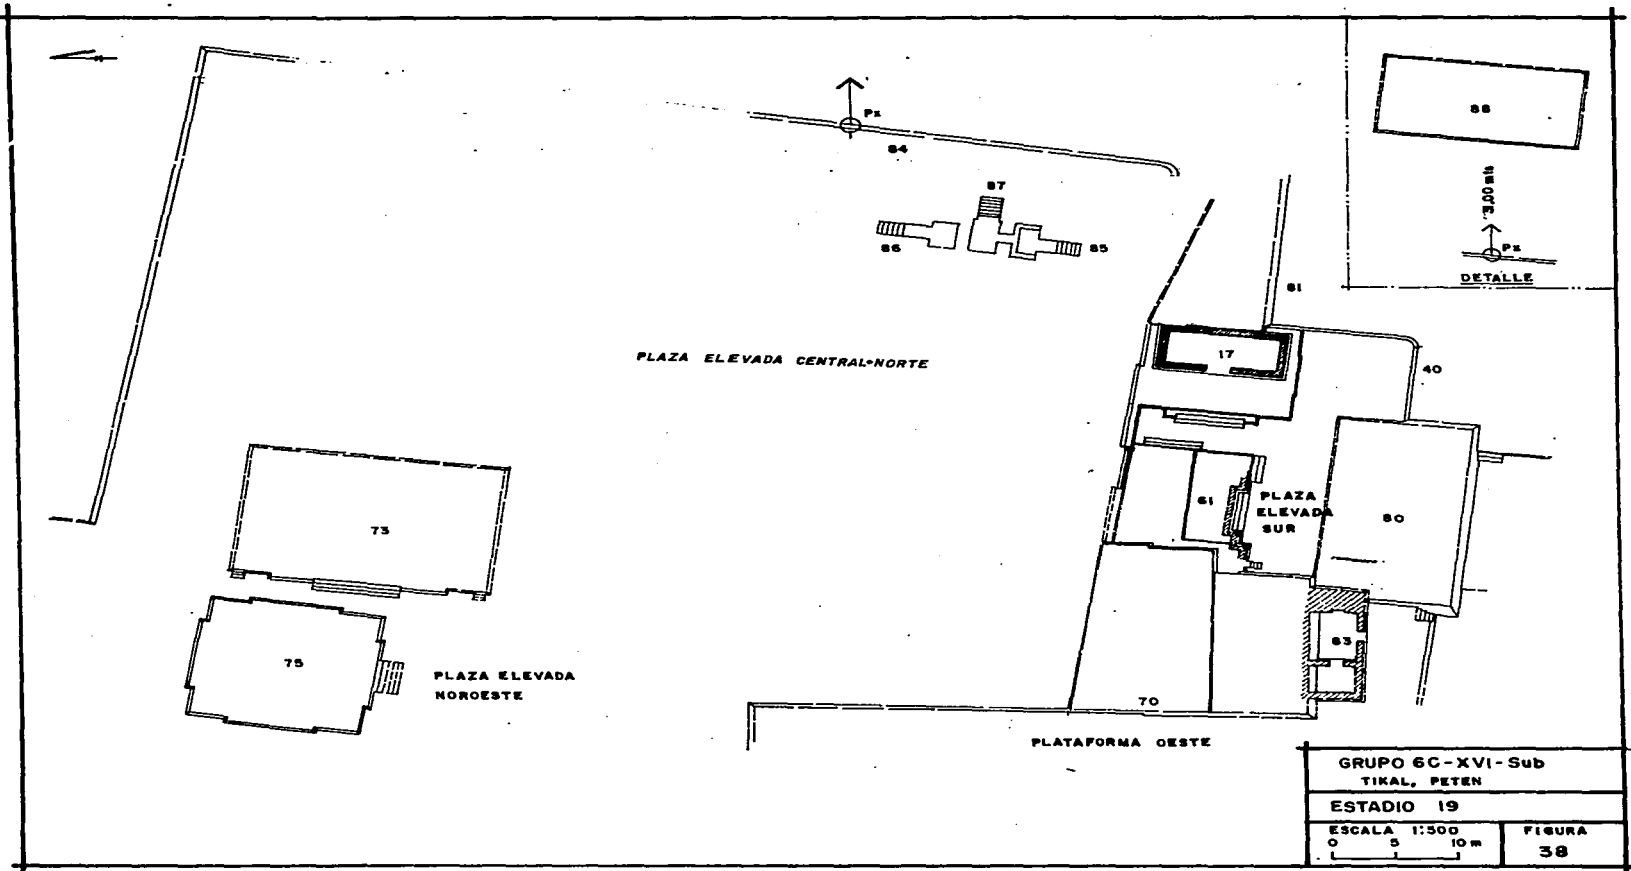 N
Px
84
87
86
85
88
3,00 mts
Px
DETALLE
81
17
40
PLAZA ELEVADA CENTRAL-NORTE
61
PLAZA
ELEVADA
SUR
80
73
75
PLAZA ELEVADA
NOROESTE
63
70
PLATAFORMA OESTE
GRUPO 6C-XVI-Sub
TIKAL, PETEN
ESTADIO 19
ESCALA 1:500
0 5 10 m
FIGURA
38